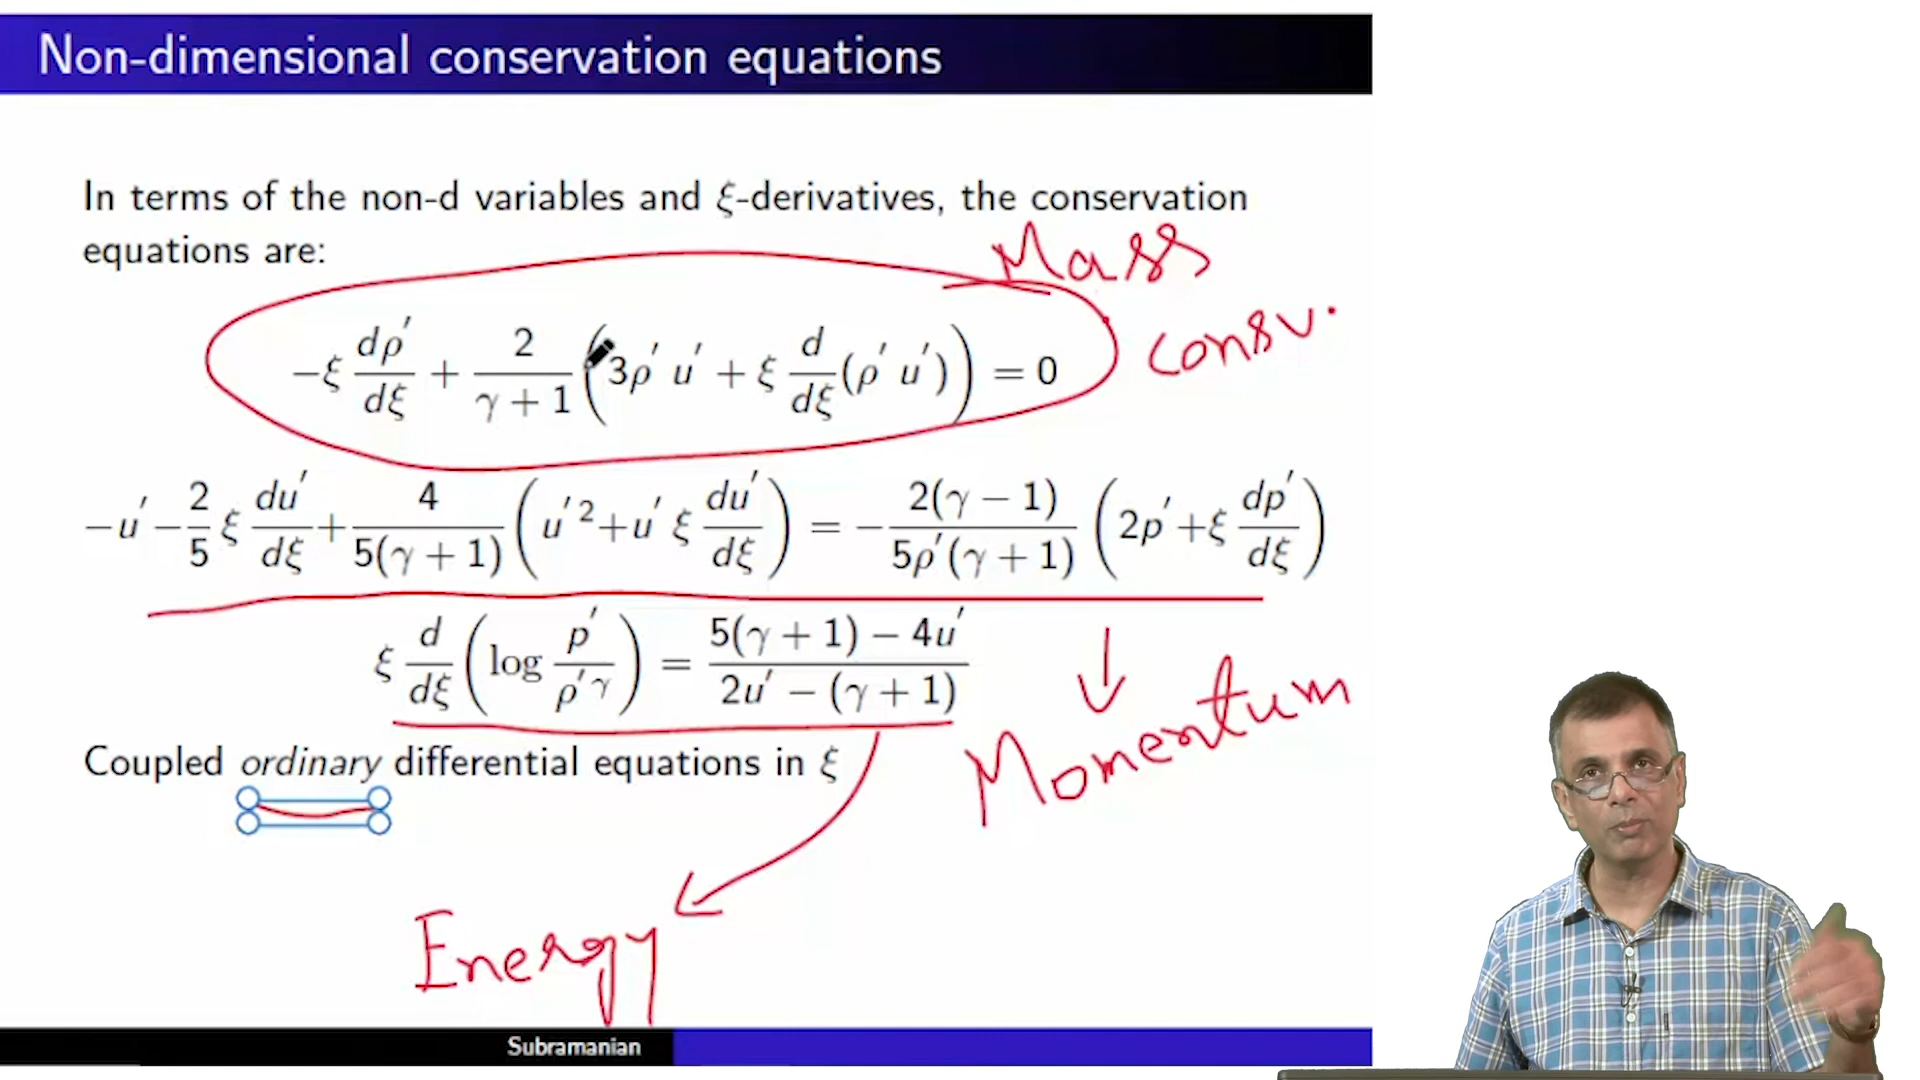 Non-dimensional conservation equations
In terms of the non-d variables and ξ-derivatives, the conservation
equations are:
Mass
consv.
−ξ dρ′/dξ + 2/(γ + 1) (3ρ′ u′ + ξ d/dξ (ρ′ u′)) = 0
−u′ − 2/5 ξ du′/dξ + 4/(5(γ + 1)) (u′² + u′ ξ du′/dξ) = − 2(γ − 1)/(5ρ′(γ + 1)) (2p′ + ξ dp′/dξ)
ξ d/dξ (log p′/ρ′^γ) = (5(γ + 1) − 4u′)/(2u′ − (γ + 1))
Momentum
Coupled ordinary differential equations in ξ
Energy
Subramanian